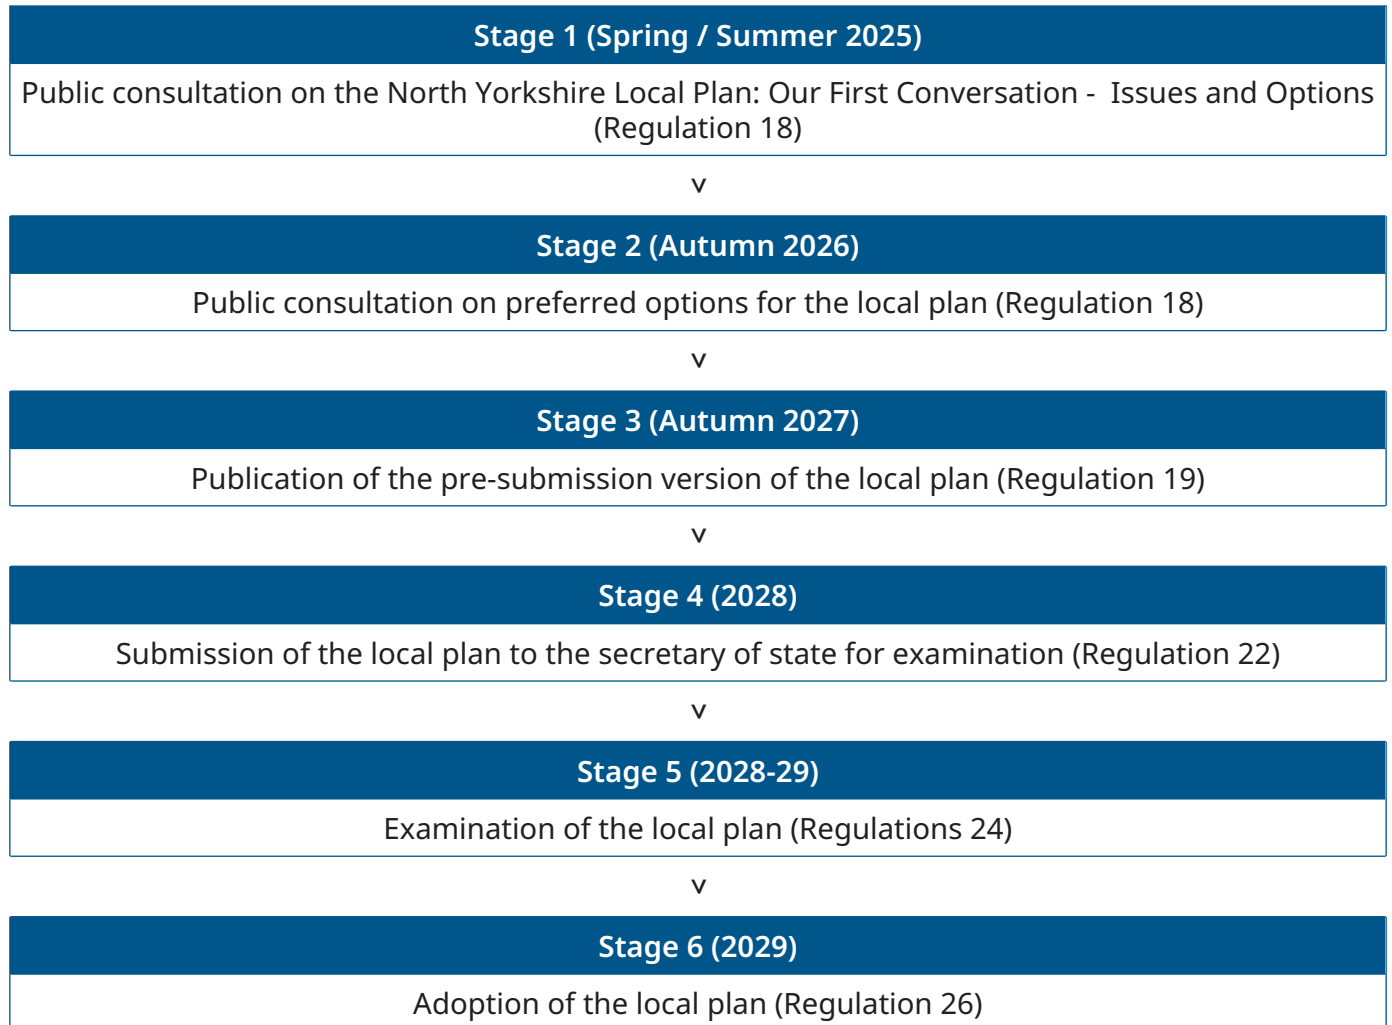 Stage 1 (Spring / Summer 2025)
Public consultation on the North Yorkshire Local Plan: Our First Conversation -  Issues and Options
(Regulation 18)
v
Stage 2 (Autumn 2026)
Public consultation on preferred options for the local plan (Regulation 18)
v
Stage 3 (Autumn 2027)
Publication of the pre-submission version of the local plan (Regulation 19)
v
Stage 4 (2028)
Submission of the local plan to the secretary of state for examination (Regulation 22)
v
Stage 5 (2028-29)
Examination of the local plan (Regulations 24)
v
Stage 6 (2029)
Adoption of the local plan (Regulation 26)